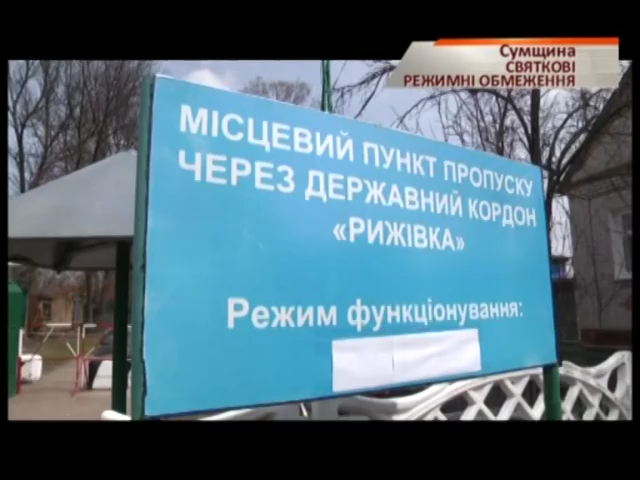 Сумщина
СВЯТКОВІ
РЕЖИМНІ ОБМЕЖЕННЯ
МІСЦЕВИЙ ПУНКТ ПРОПУСКУ
ЧЕРЕЗ ДЕРЖАВНИЙ КОРДОН
«РИЖІВКА»
Режим функціонування: